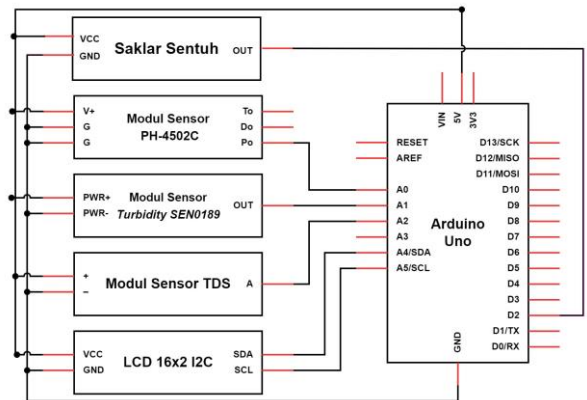 VCC
GND
Saklar Sentuh
OUT
V+
G
G
Modul Sensor
PH-4502C
To
Do
Po
PWR+
PWR-
Modul Sensor
Turbidity SEN0189
OUT
+
–
Modul Sensor TDS
A
VCC
GND
LCD 16x2 I2C
SDA
SCL
VIN
5V
3V3
RESET
AREF
A0
A1
A2
A3
A4/SDA
A5/SCL
Arduino
Uno
D13/SCK
D12/MISO
D11/MOSI
D10
D9
D8
D7
D6
D5
D4
D3
D2
D1/TX
D0/RX
GND